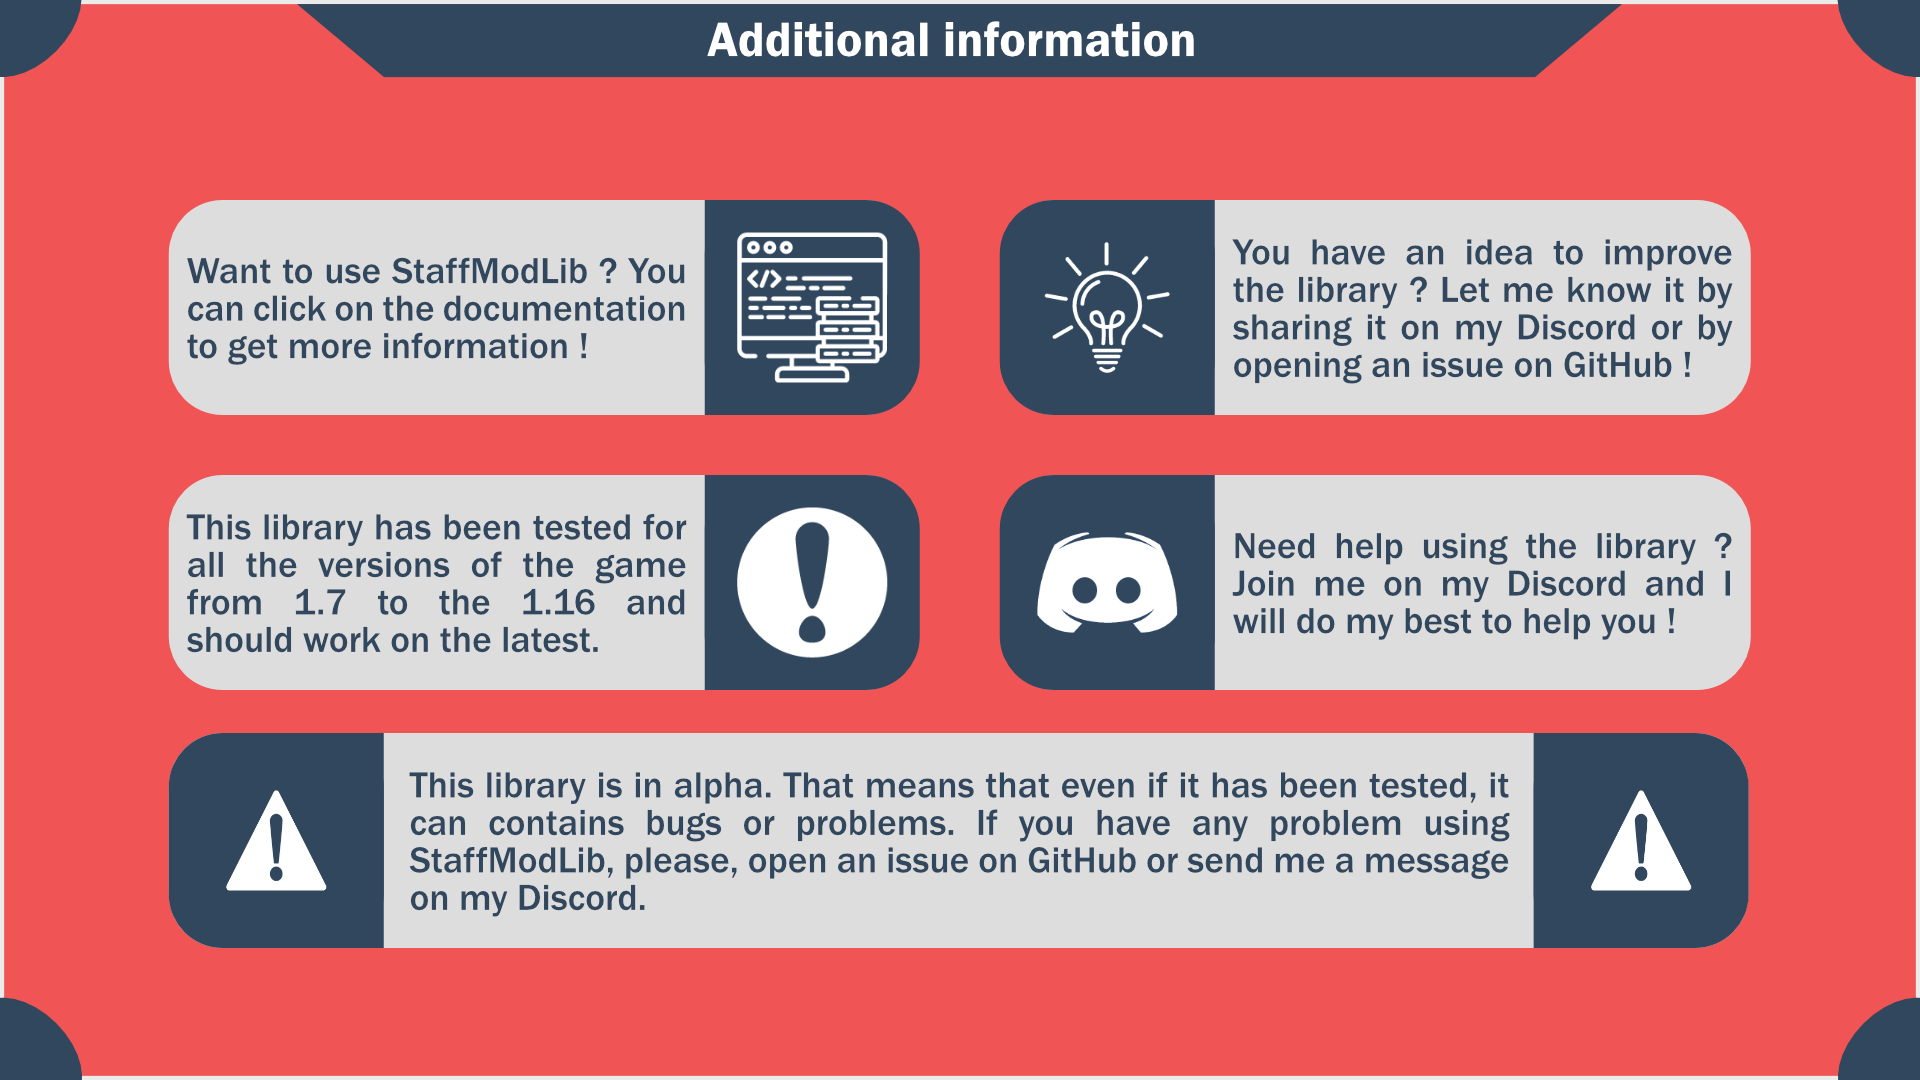 Additional information
Want to use StaffModLib ? You
can click on the documentation
to get more information !
You have an idea to improve
the library ? Let me know it by
sharing it on my Discord or by
opening an issue on GitHub !
This library has been tested for
all the versions of the game
from 1.7 to the 1.16 and
should work on the latest.
Need help using the library ?
Join me on my Discord and I
will do my best to help you !
This library is in alpha. That means that even if it has been tested, it
can contains bugs or problems. If you have any problem using
StaffModLib, please, open an issue on GitHub or send me a message
on my Discord.